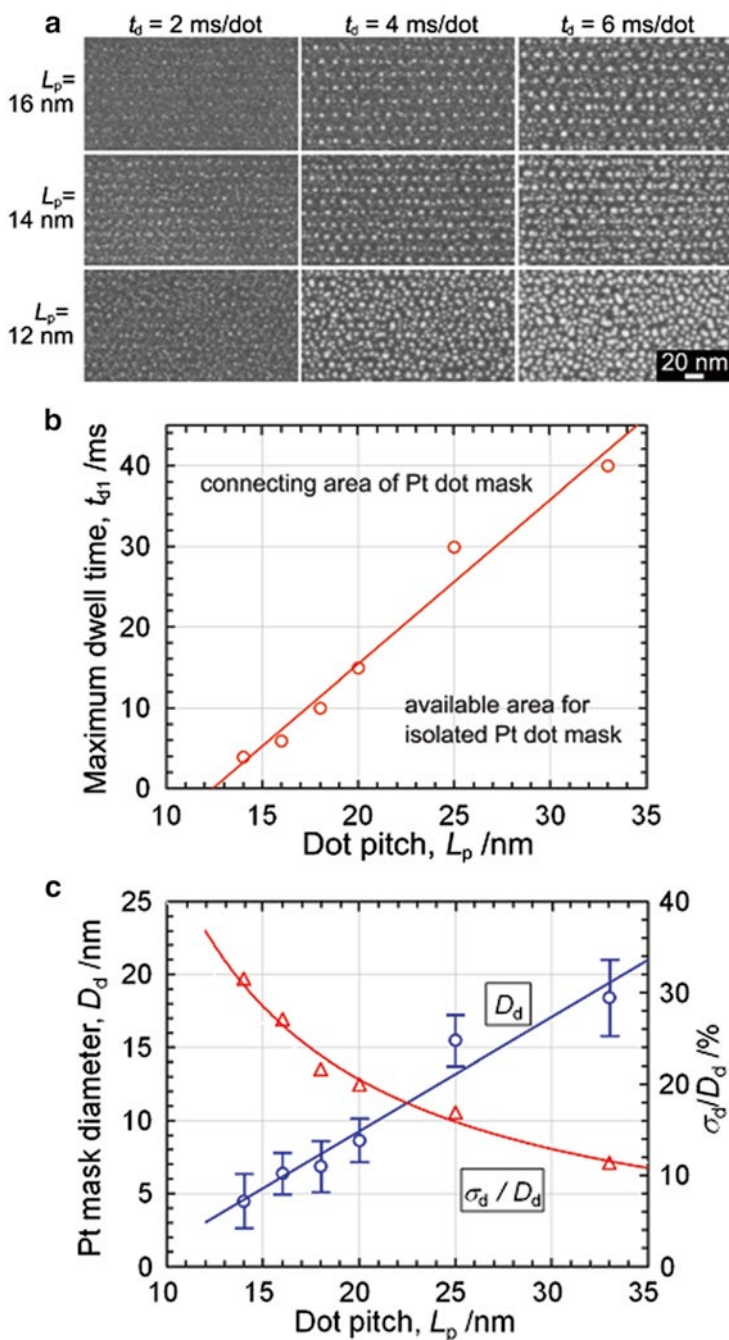 a
t_d = 2 ms/dot t_d = 4 ms/dot t_d = 6 ms/dot
L_p=
16 nm
L_p=
14 nm
L_p=
12 nm
20 nm
b
Maximum dwell time, t_d1 /ms
40
30
20
10
0
connecting area of Pt dot mask
available area for
isolated Pt dot mask
10 15 20 25 30 35
Dot pitch, L_p /nm
c
Pt mask diameter, D_d /nm
25
20
15
10
5
0
D_d
σ_d / D_d
40
30
20
10
0
σ_d/D_d /%
10 15 20 25 30 35
Dot pitch, L_p /nm